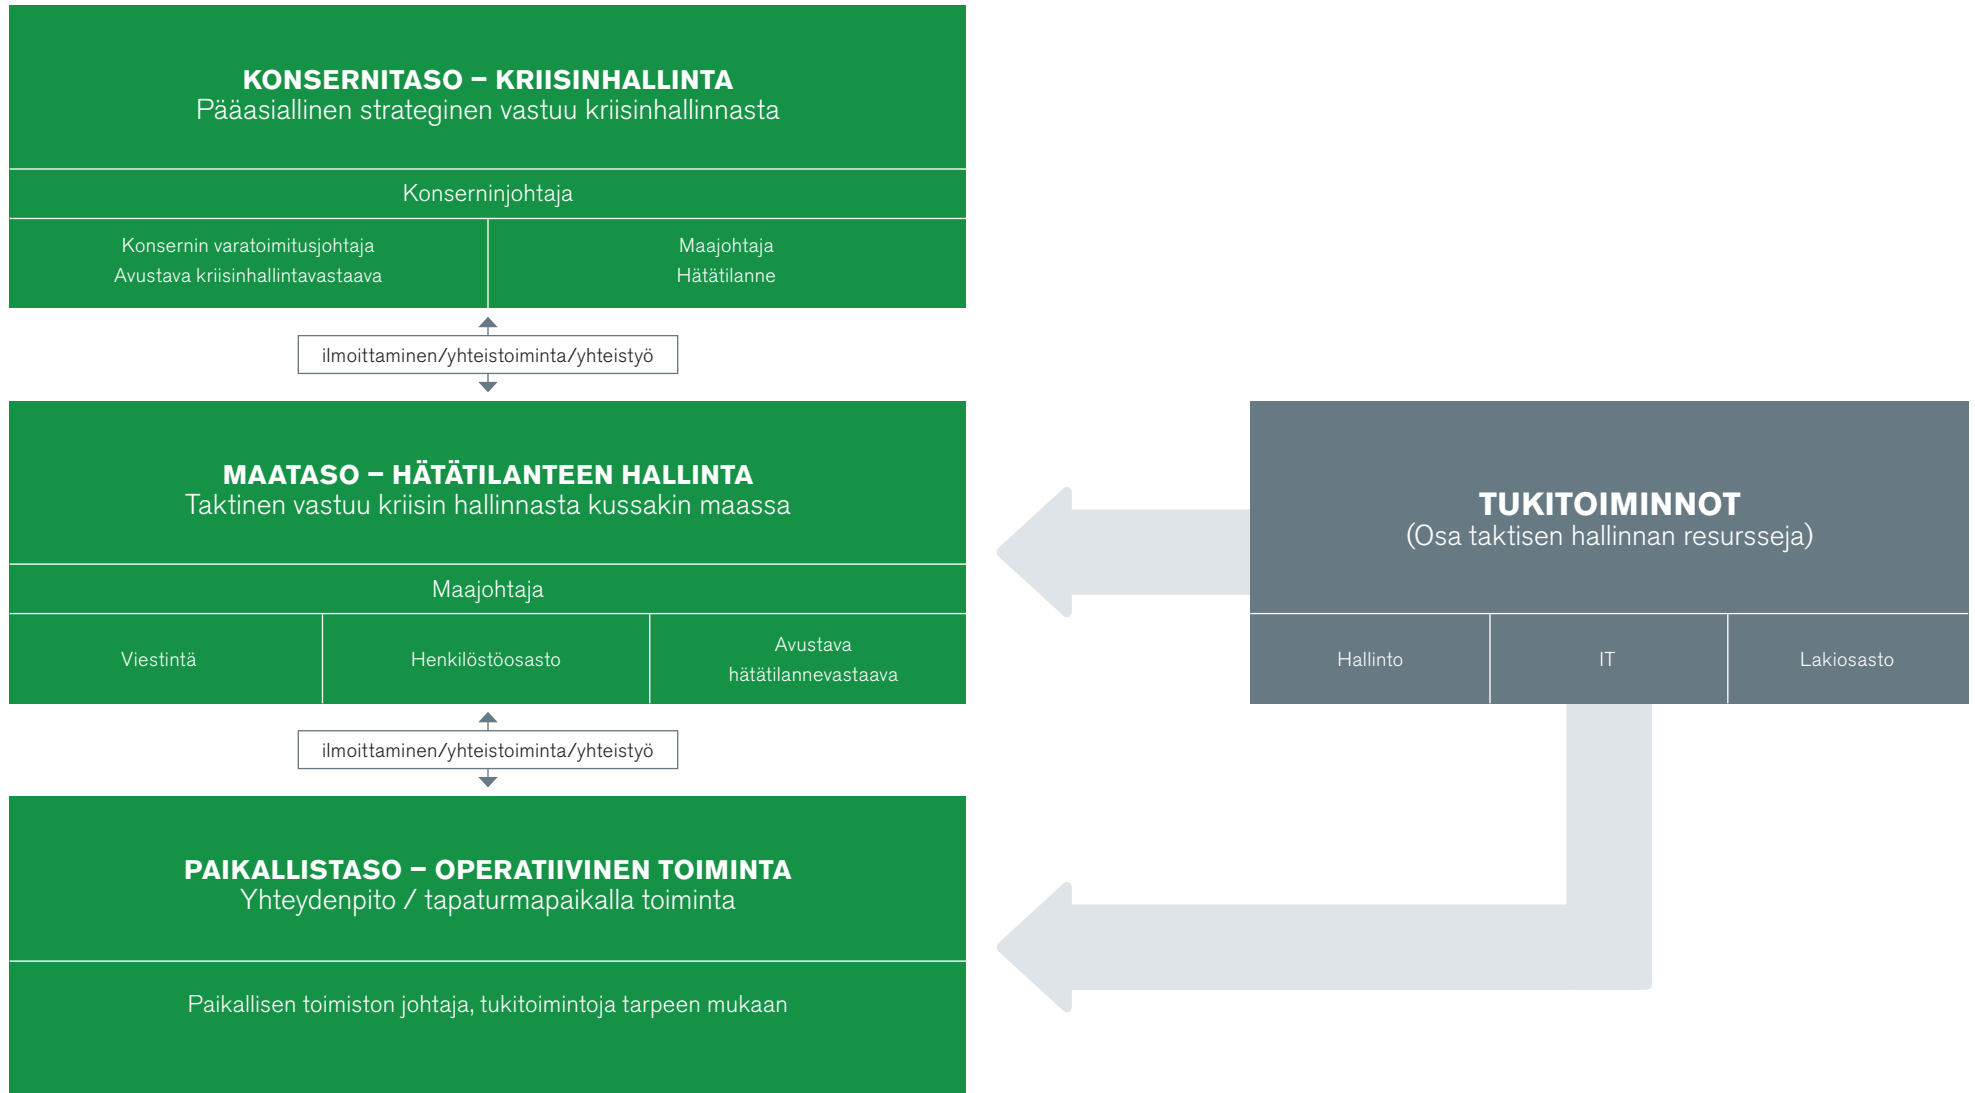 KONSERNITASO – KRIISINHALLINTA
Pääasiallinen strateginen vastuu kriisinhallinnasta
Konserninjohtaja
Konsernin varatoimitusjohtaja
Avustava kriisinhallintavastaava
Maajohtaja
Hätätilanne
ilmoittaminen/yhteistoiminta/yhteistyö
MAATASO – HÄTÄTILANTEEN HALLINTA
Taktinen vastuu kriisin hallinnasta kussakin maassa
Maajohtaja
Viestintä
Henkilöstöosasto
Avustava
hätätilannevastaava
TUKITOIMINNOT
(Osa taktisen hallinnan resursseja)
Hallinto
IT
Lakiosasto
ilmoittaminen/yhteistoiminta/yhteistyö
PAIKALLISTASO – OPERATIIVINEN TOIMINTA
Yhteydenpito / tapaturmapaikalla toiminta
Paikallisen toimiston johtaja, tukitoimintoja tarpeen mukaan